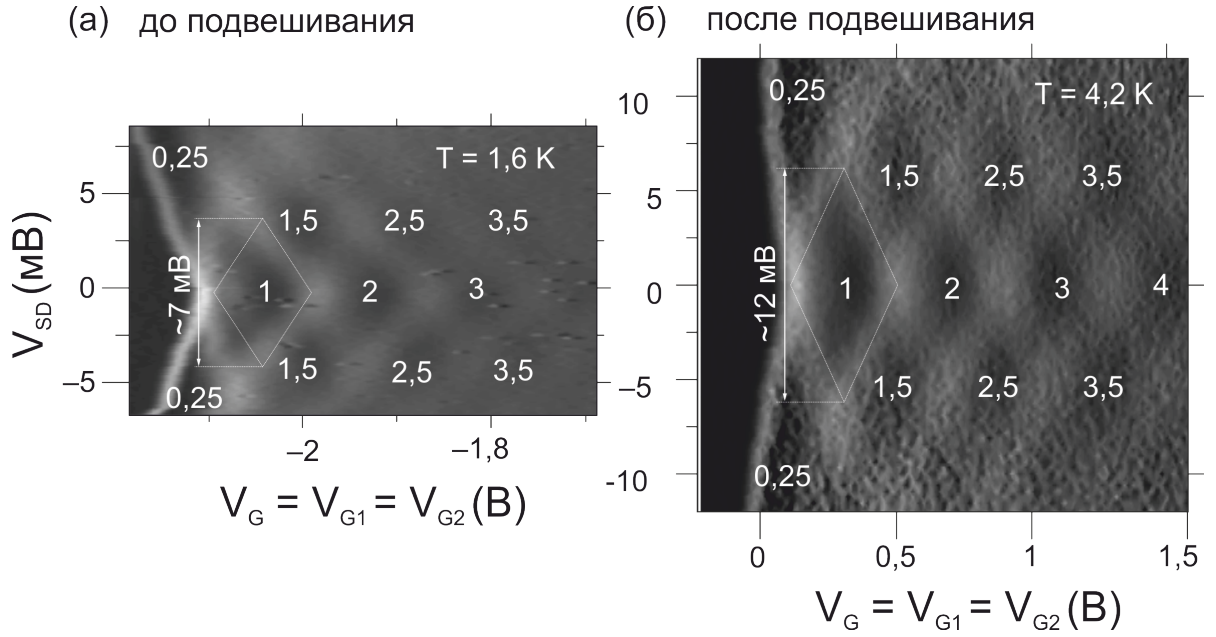 (а) до подвешивания
0,25
T = 1,6 K
5
0
–5
V_SD (мВ)
~7 мВ
1,5 2,5 3,5
1 2 3
1,5 2,5 3,5
0,25
–2 –1,8
V_G = V_G1 = V_G2 (В)
(б) после подвешивания
0,25
T = 4,2 K
10
5
0
–5
-10
~12 мВ
1,5 2,5 3,5
1 2 3 4
1,5 2,5 3,5
0,25
0 0,5 1 1,5
V_G = V_G1 = V_G2 (В)